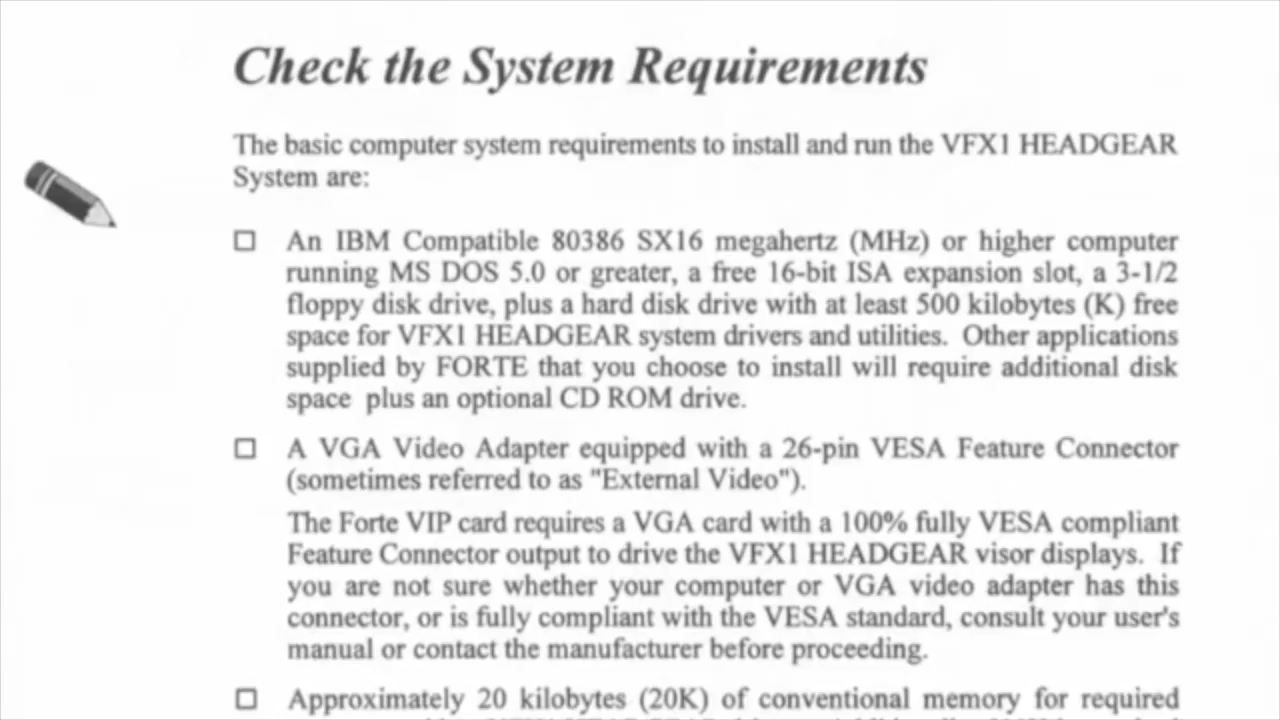 Check the System Requirements
The basic computer system requirements to install and run the VFX1 HEADGEAR
System are:
An IBM Compatible 80386 SX16 megahertz (MHz) or higher computer
running MS DOS 5.0 or greater, a free 16-bit ISA expansion slot, a 3-1/2
floppy disk drive, plus a hard disk drive with at least 500 kilobytes (K) free
space for VFX1 HEADGEAR system drivers and utilities. Other applications
supplied by FORTE that you choose to install will require additional disk
space plus an optional CD ROM drive.
A VGA Video Adapter equipped with a 26-pin VESA Feature Connector
(sometimes referred to as "External Video").
The Forte VIP card requires a VGA card with a 100% fully VESA compliant
Feature Connector output to drive the VFX1 HEADGEAR visor displays. If
you are not sure whether your computer or VGA video adapter has this
connector, or is fully compliant with the VESA standard, consult your user's
manual or contact the manufacturer before proceeding.
Approximately 20 kilobytes (20K) of conventional memory for required